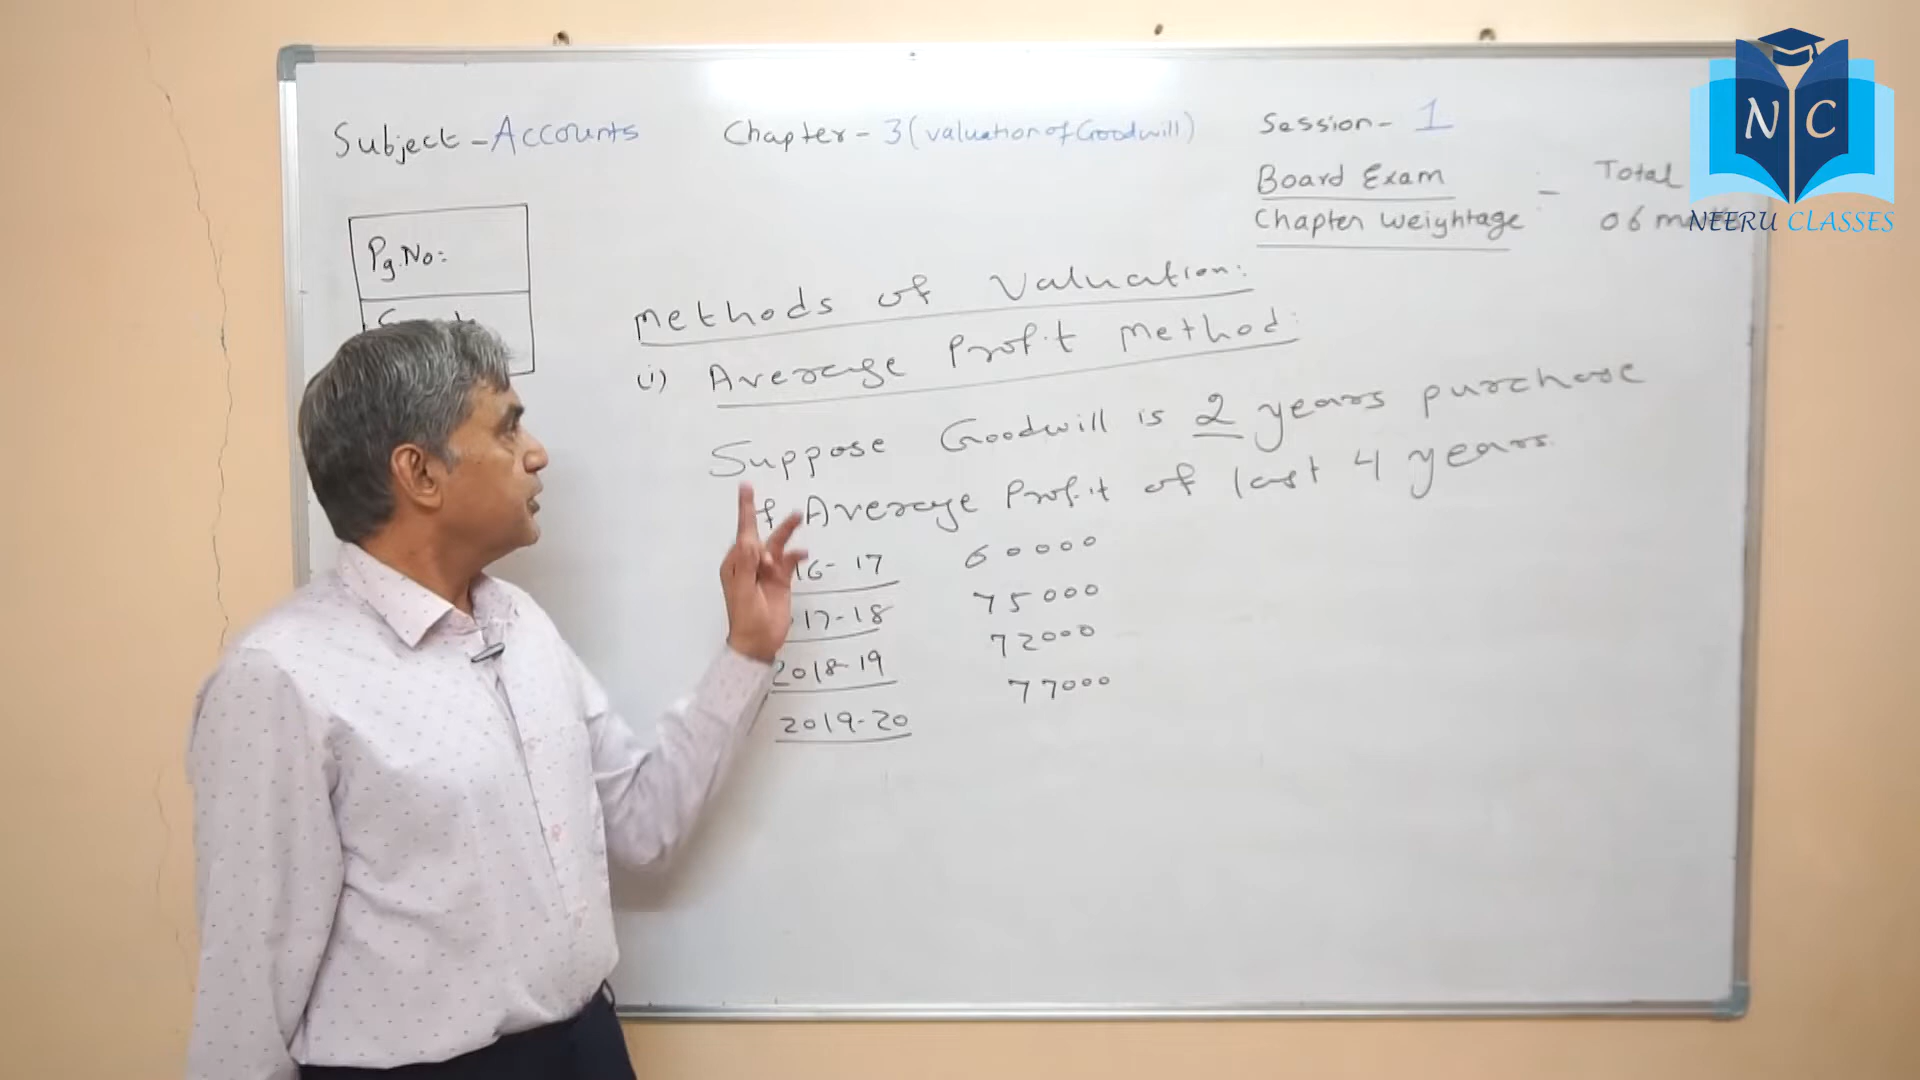 Subject - Accounts
Chapter - 3 (valuation of Goodwill)
Session - 1
Board Exam
Chapter weightage
- Total
06
N C
NEERU CLASSES
Pg. No:
Methods of Valuation:
(i) Average Profit Method:
Suppose Goodwill is 2 years purchase
of Average Profit of last 4 years
16-17 60000
17-18 75000
2018-19 72000
2019-20 77000